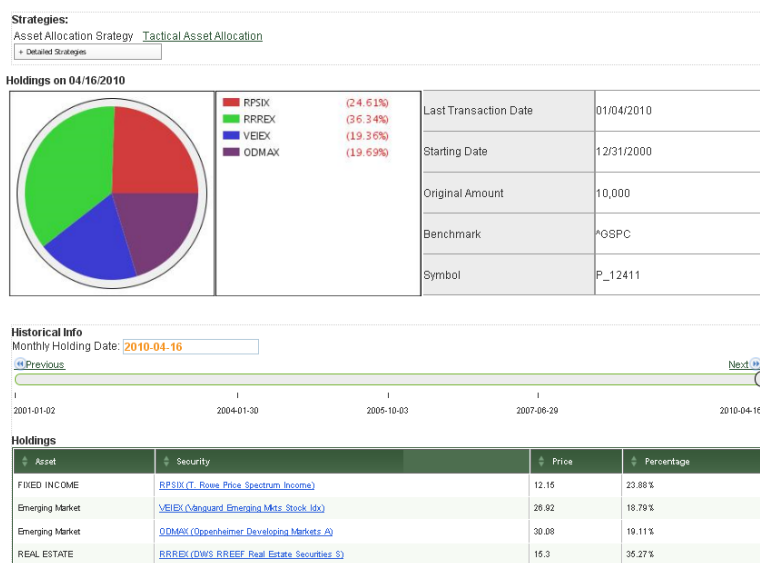 Strategies:
Asset Allocation Srategy Tactical Asset Allocation
+ Detailed Strategies
Holdings on 04/16/2010
RPSIX (24.61%)
RRREX (36.34%)
VEIEX (19.36%)
ODMAX (19.69%)
Last Transaction Date 01/04/2010
Starting Date 12/31/2000
Original Amount 10,000
Benchmark ^GSPC
Symbol P_12411
Historical Info
Monthly Holding Date: 2010-04-16
Previous Next
2001-01-02 2004-01-30 2005-10-03 2007-06-29 2010-04-16
Holdings
Asset Security Price Percentage
FIXED INCOME RPSIX (T. Rowe Price Spectrum Income) 12.15 23.88%
Emerging Market VEIEX (Vanguard Emerging Mkts Stock Idx) 26.92 18.79%
Emerging Market ODMAX (Oppenheimer Developing Markets A) 30.08 19.11%
REAL ESTATE RRREX (DWS RREEF Real Estate Securities S) 15.3 35.27%